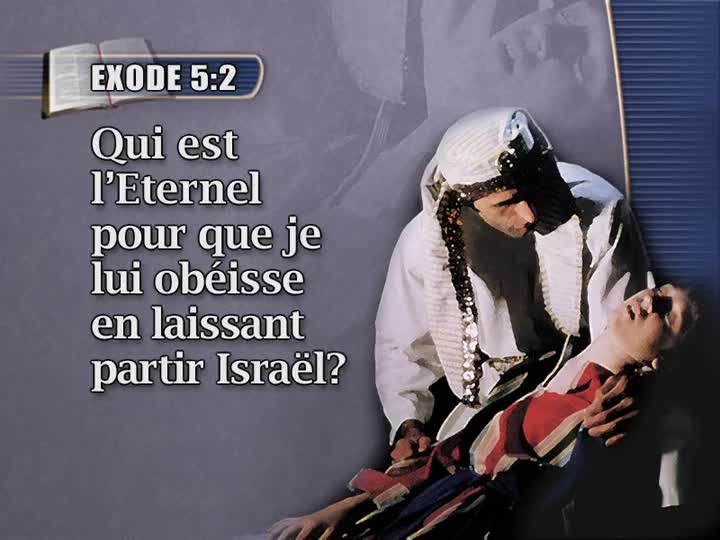 EXODE 5:2
Qui est
l'Eternel
pour que je
lui obéisse
en laissant
partir Israël?